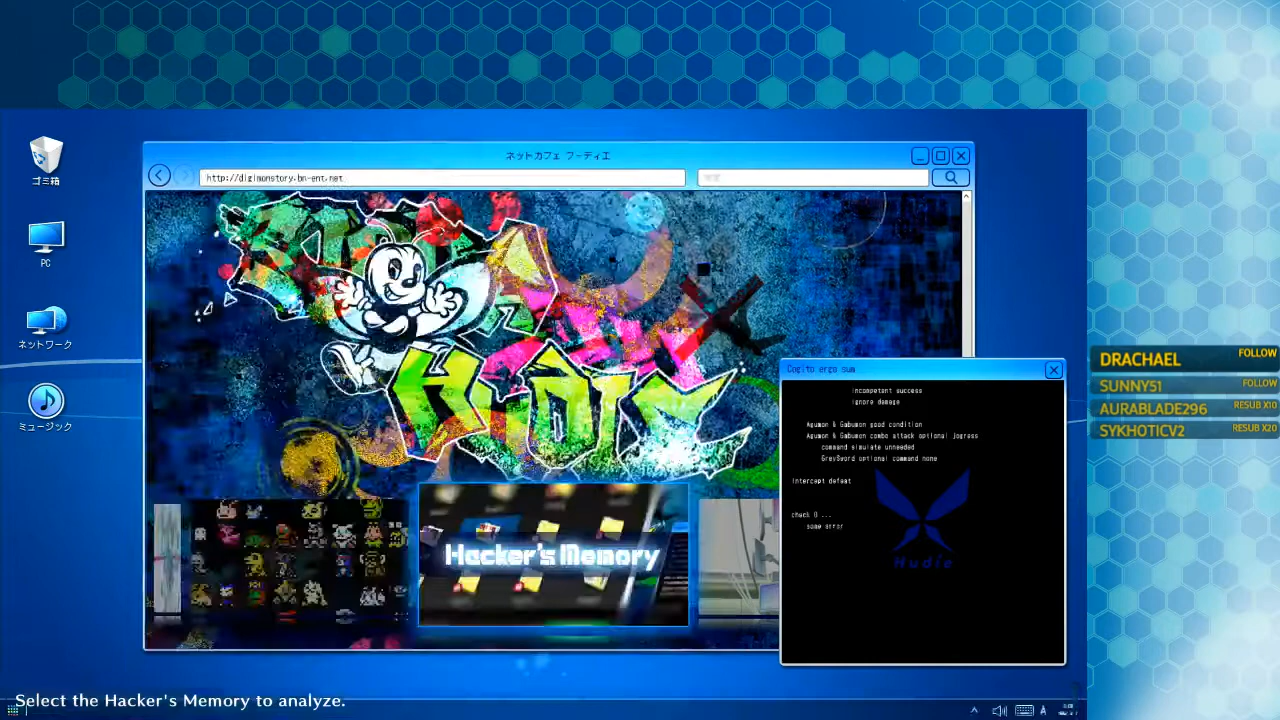 ネットカフェ フーディエ
http://digimonstory.bn-ent.net
ゴミ箱
PC
ネットワーク
ミュージック
Hudie
Hacker's Memory
Cogito ergo sum
incompetent success
ignore damage
Agumon & Gabumon good condition
Agumon & Gabumon combo attack optional jogress
command simulate unneeded
GreySword optional command none
intercept defeat
check 0 ...
some error
Hudie
DRACHAEL FOLLOW
SUNNY51 FOLLOW
AURABLADE296 RESUB X10
SYKHOTICV2 RESUB X20
Select the Hacker's Memory to analyze.
A